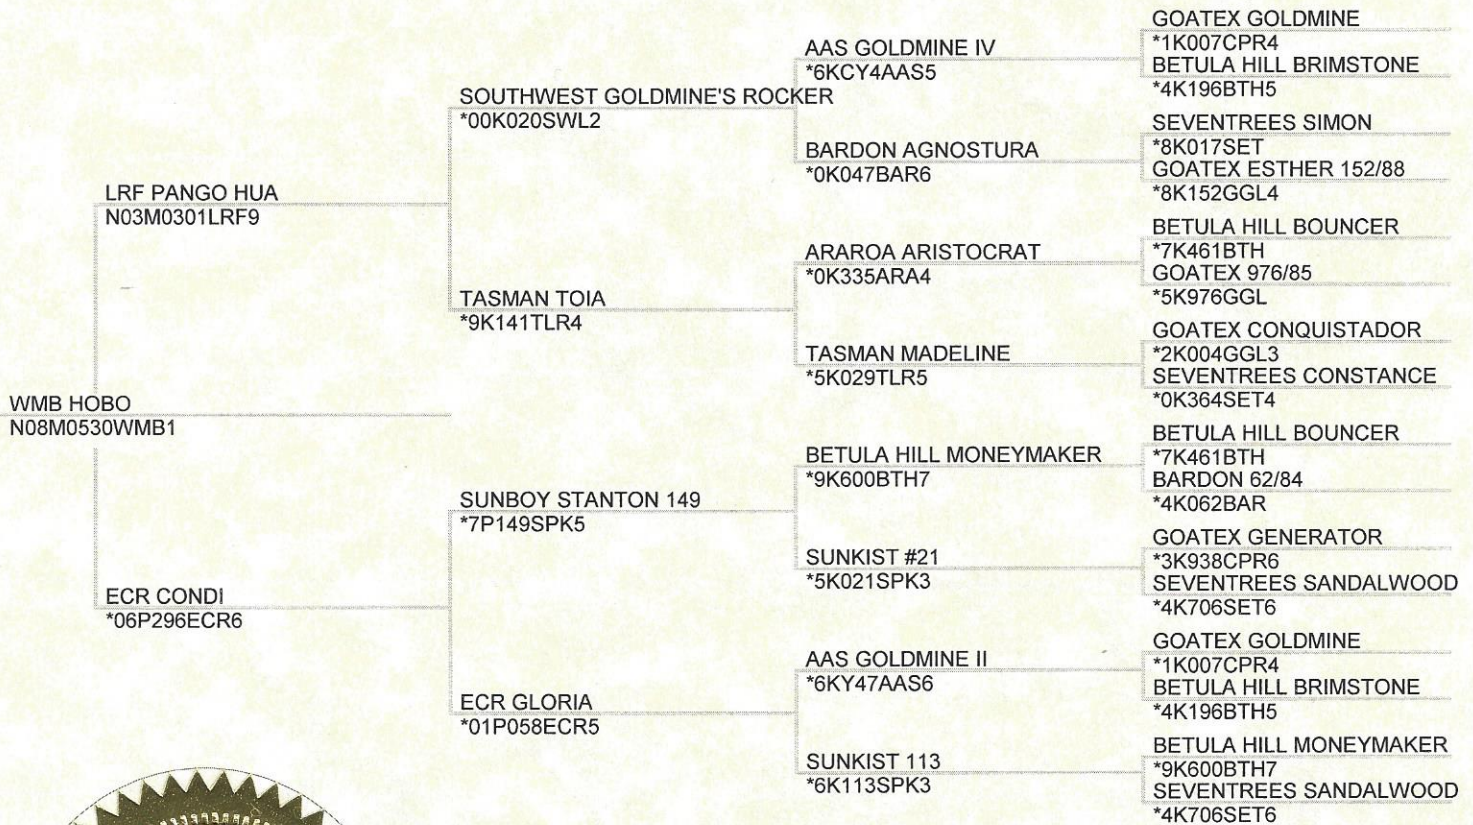 WMB HOBO
N08M0530WMB1
LRF PANGO HUA
N03M0301LRF9
ECR CONDI
*06P296ECR6
SOUTHWEST GOLDMINE'S ROCKER
*00K020SWL2
TASMAN TOIA
*9K141TLR4
SUNBOY STANTON 149
*7P149SPK5
ECR GLORIA
*01P058ECR5
AAS GOLDMINE IV
*6KCY4AAS5
BARDON AGNOSTURA
*0K047BAR6
ARAROA ARISTOCRAT
*0K335ARA4
TASMAN MADELINE
*5K029TLR5
BETULA HILL MONEYMAKER
*9K600BTH7
SUNKIST #21
*5K021SPK3
AAS GOLDMINE II
*6KY47AAS6
SUNKIST 113
*6K113SPK3
GOATEX GOLDMINE
*1K007CPR4
BETULA HILL BRIMSTONE
*4K196BTH5
SEVENTREES SIMON
*8K017SET
GOATEX ESTHER 152/88
*8K152GGL4
BETULA HILL BOUNCER
*7K461BTH
GOATEX 976/85
*5K976GGL
GOATEX CONQUISTADOR
*2K004GGL3
SEVENTREES CONSTANCE
*0K364SET4
BETULA HILL BOUNCER
*7K461BTH
BARDON 62/84
*4K062BAR
GOATEX GENERATOR
*3K938CPR6
SEVENTREES SANDALWOOD
*4K706SET6
GOATEX GOLDMINE
*1K007CPR4
BETULA HILL BRIMSTONE
*4K196BTH5
BETULA HILL MONEYMAKER
*9K600BTH7
SEVENTREES SANDALWOOD
*4K706SET6